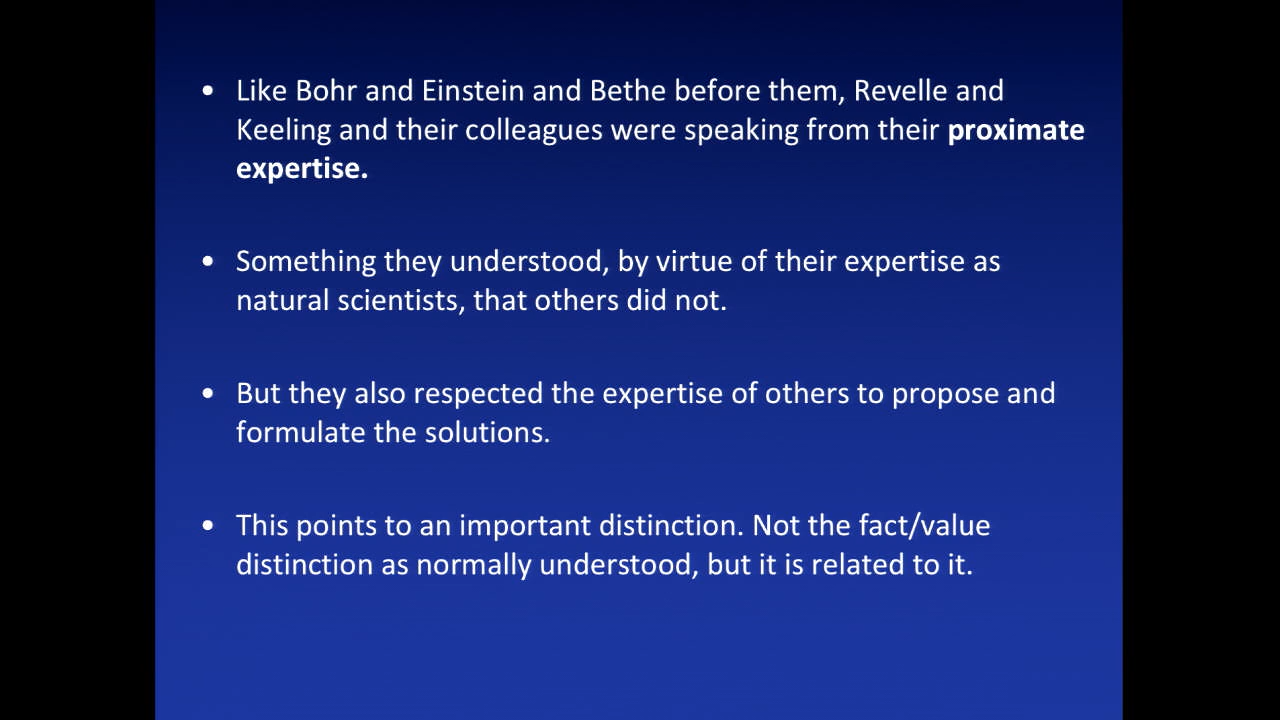 • Like Bohr and Einstein and Bethe before them, Revelle and
Keeling and their colleagues were speaking from their proximate
expertise.
• Something they understood, by virtue of their expertise as
natural scientists, that others did not.
• But they also respected the expertise of others to propose and
formulate the solutions.
• This points to an important distinction. Not the fact/value
distinction as normally understood, but it is related to it.